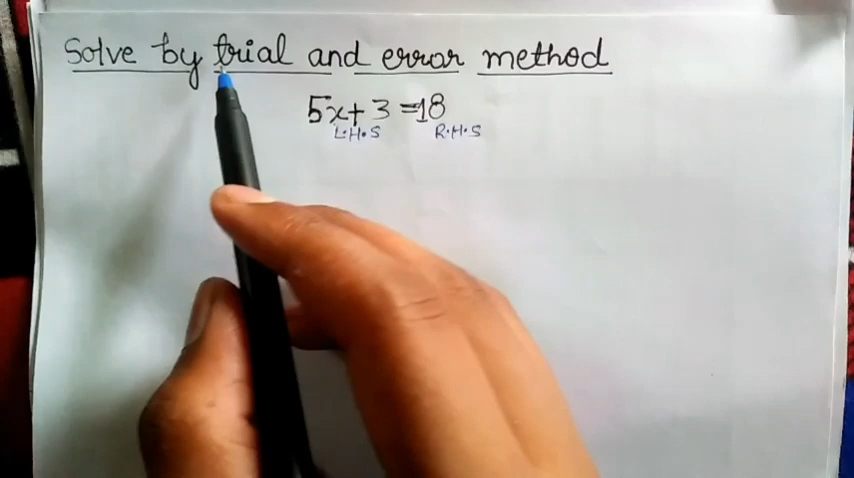 Solve by trial and error method
5x+ 3 =18
L.H.S R.H.S